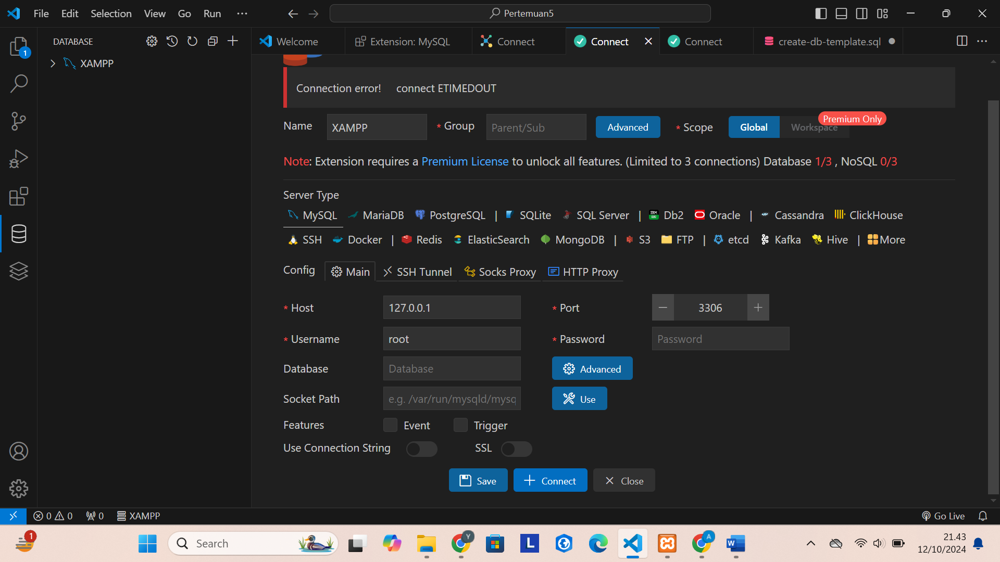 File Edit Selection View Go Run ··· Pertemuan5
DATABASE
Welcome Extension: MySQL Connect Connect Connect create-db-template.sql
1
XAMPP
Connection error! connect ETIMEDOUT
Name XAMPP * Group Parent/Sub Advanced * Scope Global Workspace Premium Only
Note: Extension requires a Premium License to unlock all features. (Limited to 3 connections) Database 1/3 , NoSQL 0/3
Server Type
MySQL MariaDB PostgreSQL | SQLite SQL Server | Db2 Oracle | Cassandra ClickHouse
SSH Docker | Redis ElasticSearch MongoDB | S3 FTP | etcd Kafka Hive | More
Config Main SSH Tunnel Socks Proxy HTTP Proxy
* Host 127.0.0.1 * Port 3306
* Username root * Password Password
Database Database Advanced
Socket Path e.g. /var/run/mysqld/mysq Use
Features Event Trigger
Use Connection String SSL
Save Connect Close
0 0 0 XAMPP Go Live
1 Search Y L A W 21.43
12/10/2024